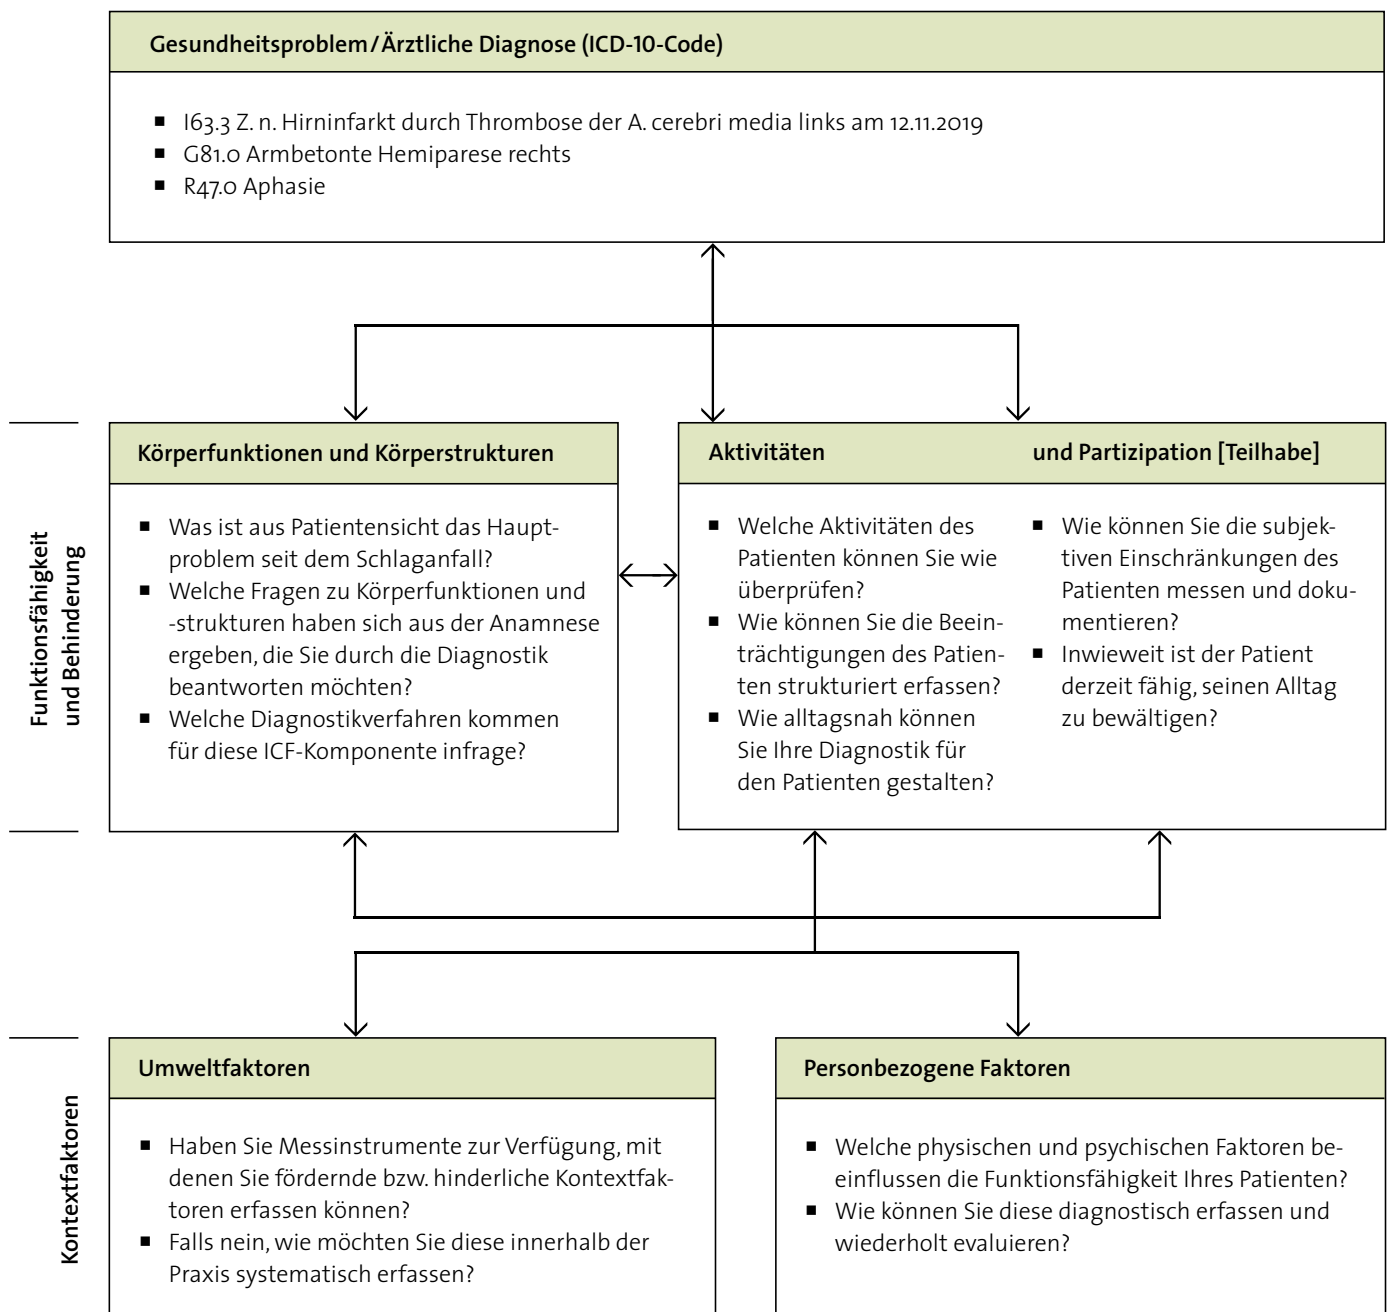 Gesundheitsproblem/Ärztliche Diagnose (ICD-10-Code)
■ I63.3 Z. n. Hirninfarkt durch Thrombose der A. cerebri media links am 12.11.2019
■ G81.0 Armbetonte Hemiparese rechts
■ R47.0 Aphasie
Funktionsfähigkeit
und Behinderung
Körperfunktionen und Körperstrukturen
■ Was ist aus Patientensicht das Haupt-
problem seit dem Schlaganfall?
■ Welche Fragen zu Körperfunktionen und
-strukturen haben sich aus der Anamnese
ergeben, die Sie durch die Diagnostik
beantworten möchten?
■ Welche Diagnostikverfahren kommen
für diese ICF-Komponente infrage?
Aktivitäten
■ Welche Aktivitäten des
Patienten können Sie wie
überprüfen?
■ Wie können Sie die Beein-
trächtigungen des Patien-
ten strukturiert erfassen?
■ Wie alltagsnah können
Sie Ihre Diagnostik für
den Patienten gestalten?
und Partizipation [Teilhabe]
■ Wie können Sie die subjek-
tiven Einschränkungen des
Patienten messen und doku-
mentieren?
■ Inwieweit ist der Patient
derzeit fähig, seinen Alltag
zu bewältigen?
Kontextfaktoren
Umweltfaktoren
■ Haben Sie Messinstrumente zur Verfügung, mit
denen Sie fördernde bzw. hinderliche Kontextfak-
toren erfassen können?
■ Falls nein, wie möchten Sie diese innerhalb der
Praxis systematisch erfassen?
Personbezogene Faktoren
■ Welche physischen und psychischen Faktoren be-
einflussen die Funktionsfähigkeit Ihres Patienten?
■ Wie können Sie diese diagnostisch erfassen und
wiederholt evaluieren?